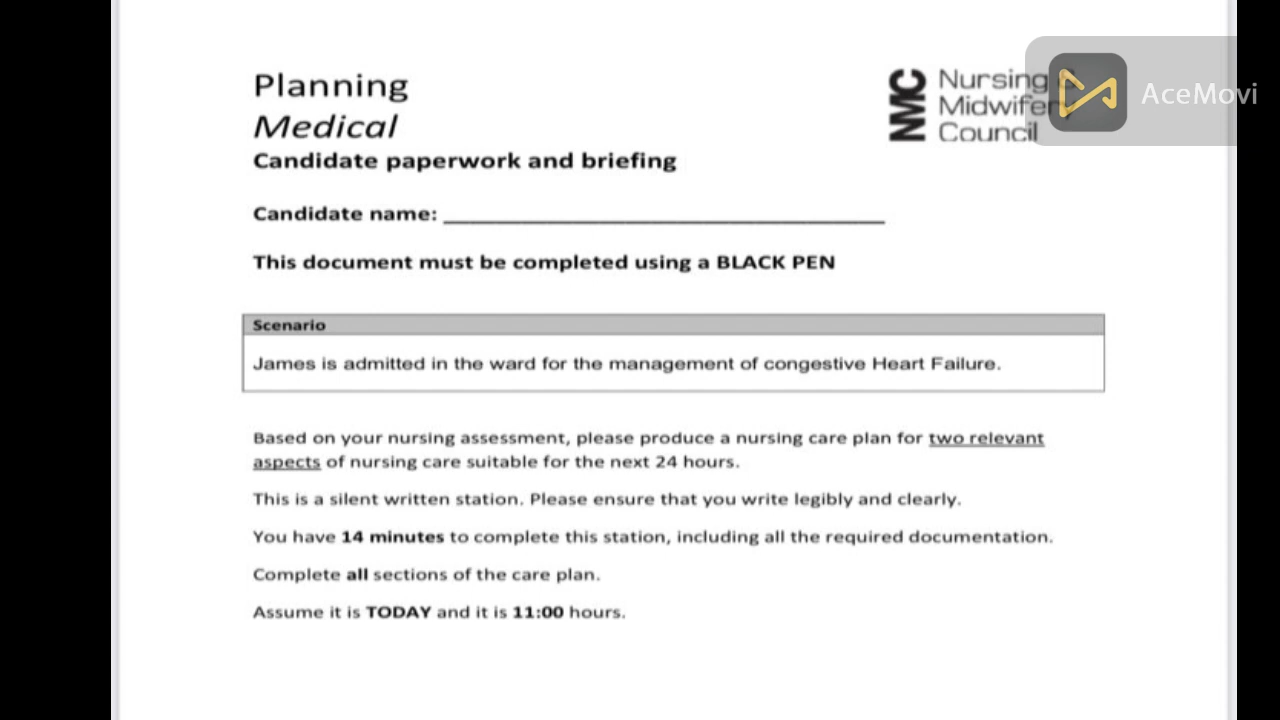 Planning
Medical
Candidate paperwork and briefing
NMC Nursing &
Midwifery
Council
AceMovi
Candidate name: ____________________
This document must be completed using a BLACK PEN
Scenario
James is admitted in the ward for the management of congestive Heart Failure.
Based on your nursing assessment, please produce a nursing care plan for two relevant
aspects of nursing care suitable for the next 24 hours.
This is a silent written station. Please ensure that you write legibly and clearly.
You have 14 minutes to complete this station, including all the required documentation.
Complete all sections of the care plan.
Assume it is TODAY and it is 11:00 hours.